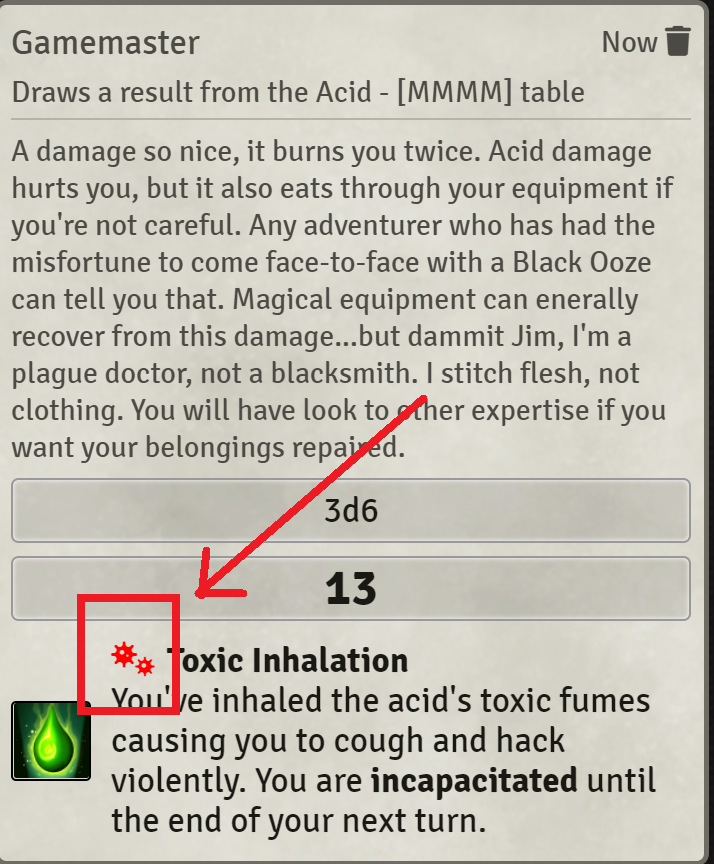 Gamemaster
Now
Draws a result from the Acid - [MMMM] table
A damage so nice, it burns you twice. Acid damage
hurts you, but it also eats through your equipment if
you're not careful. Any adventurer who has had the
misfortune to come face-to-face with a Black Ooze
can tell you that. Magical equipment can enerally
recover from this damage...but dammit Jim, I'm a
plague doctor, not a blacksmith. I stitch flesh, not
clothing. You will have look to other expertise if you
want your belongings repaired.
3d6
13
Toxic Inhalation
You've inhaled the acid's toxic fumes
causing you to cough and hack
violently. You are incapacitated until
the end of your next turn.